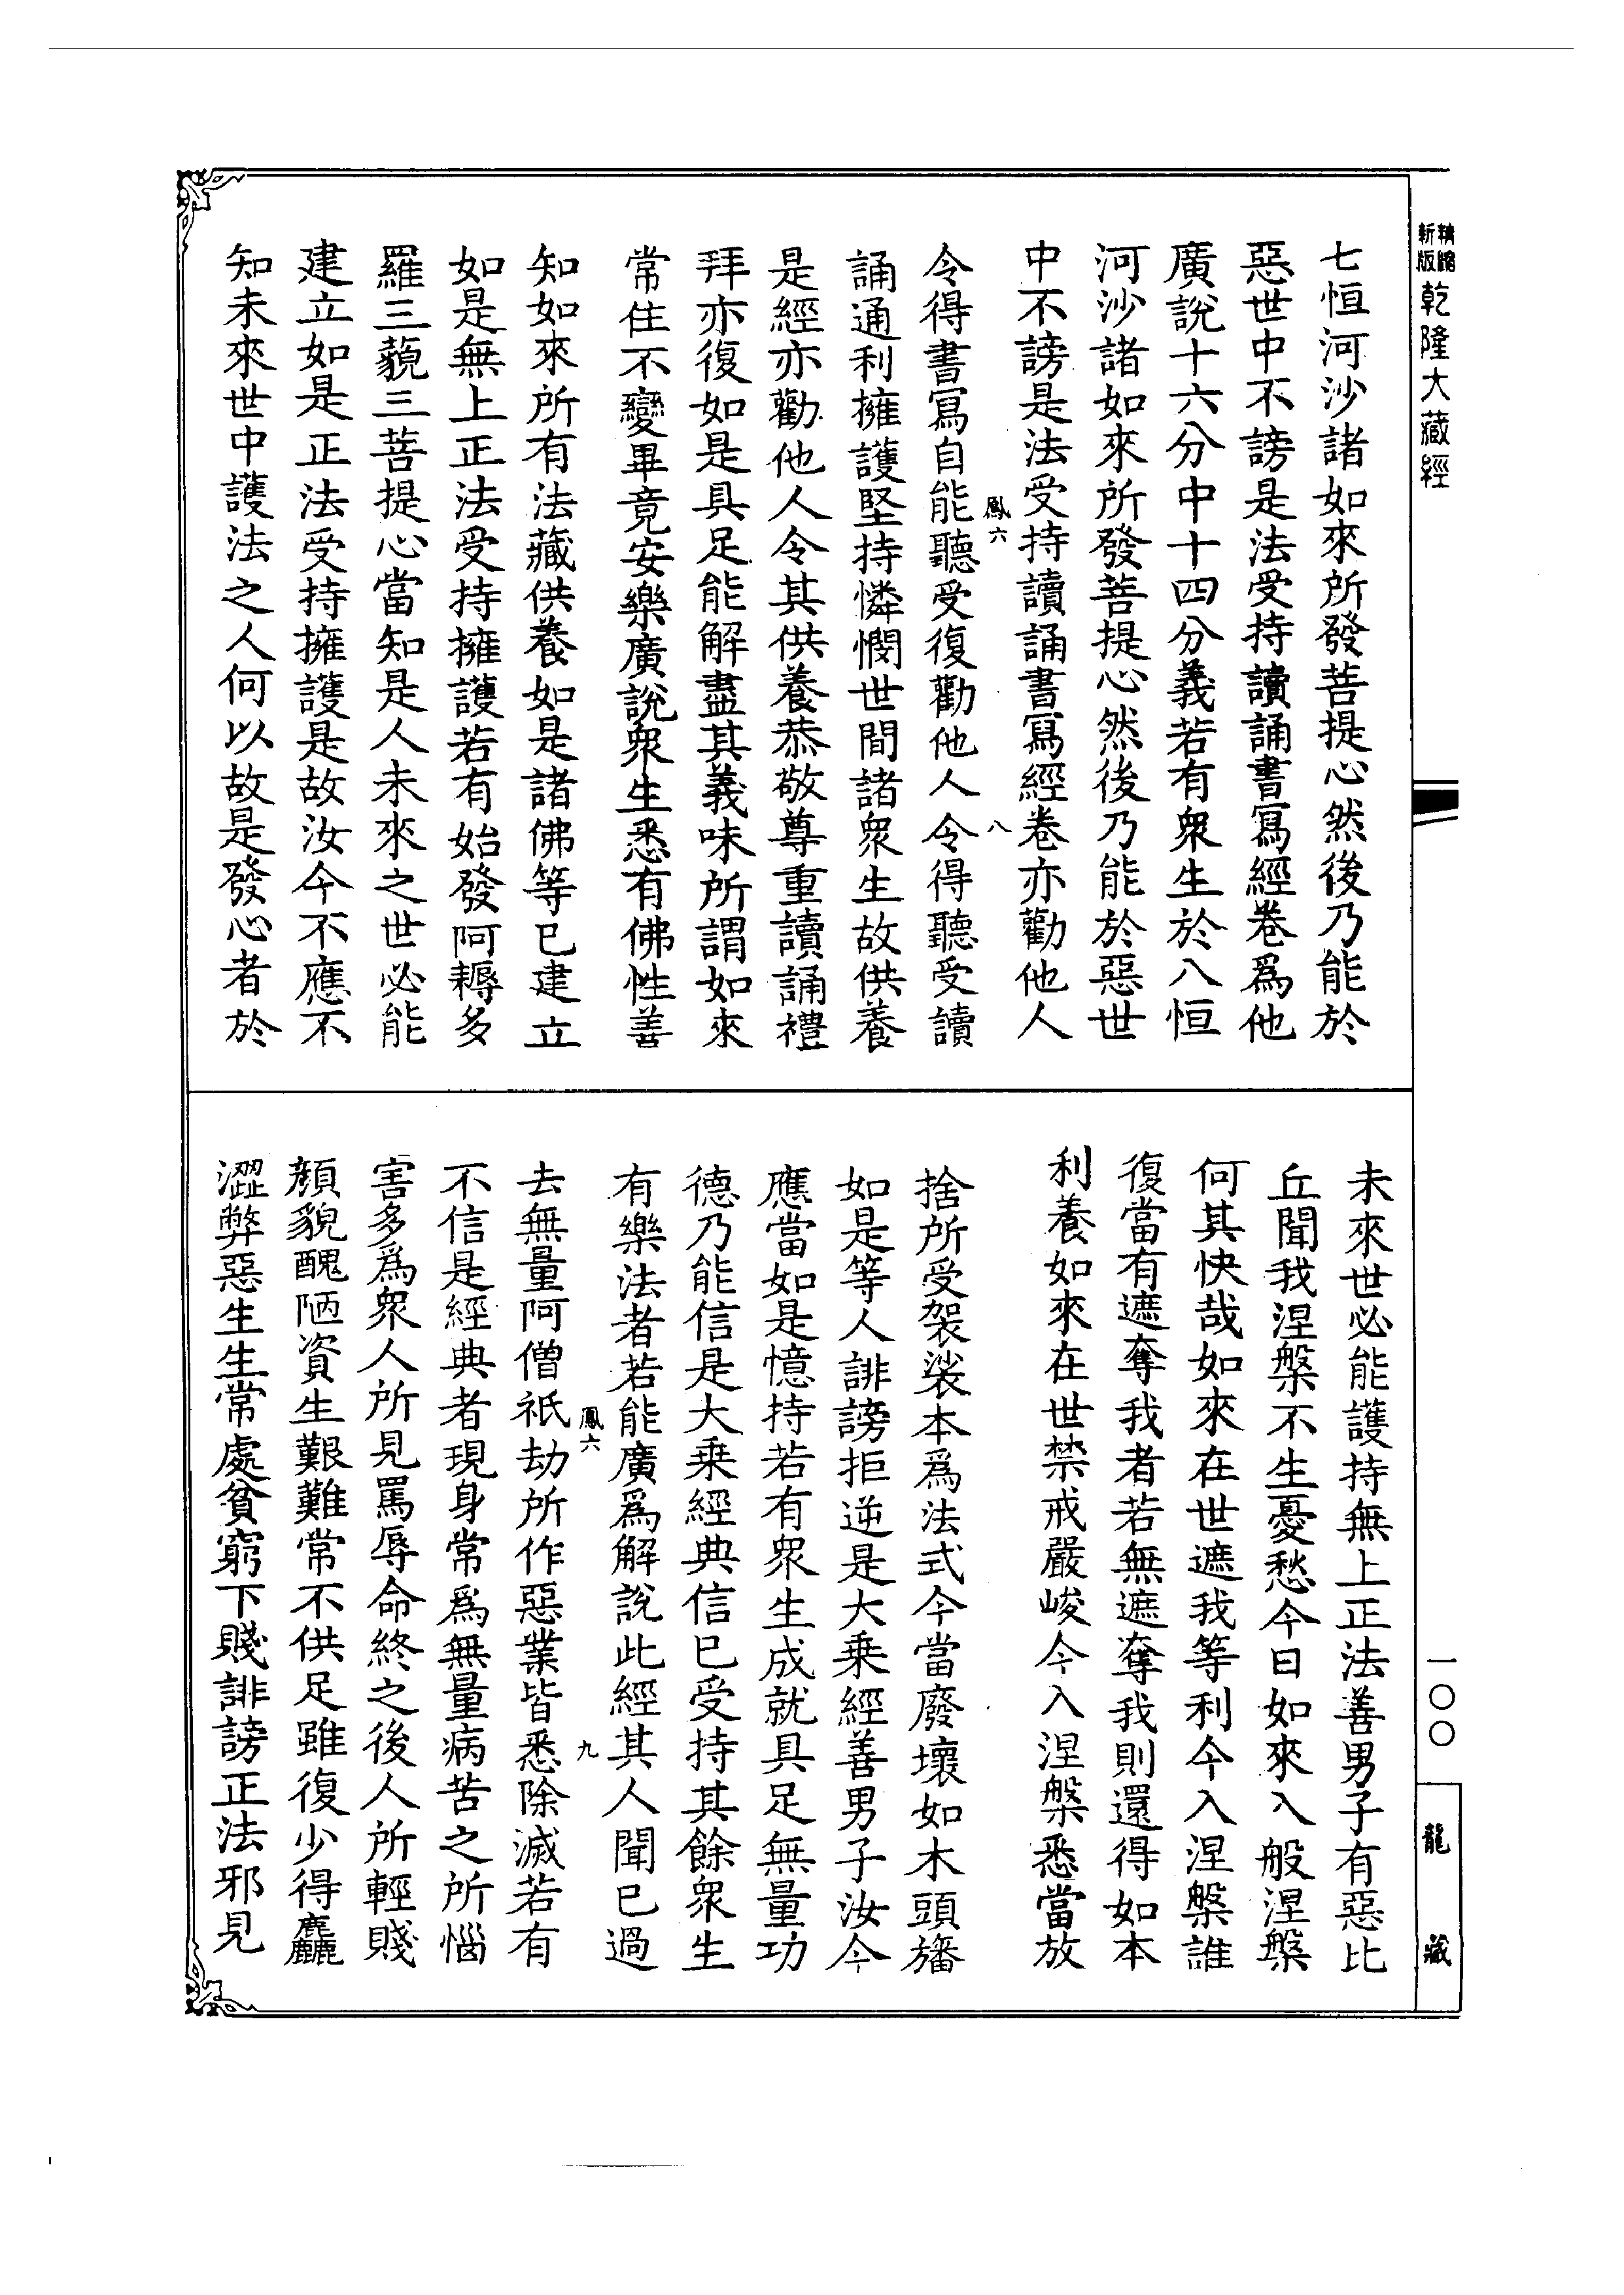 精縮
新版
乾隆大藏經
七恒河沙諸如來所發菩提心然後乃能於
惡世中不謗是法受持讀誦書寫經卷爲他
廣說十六分中十四分義若有衆生於八恒
河沙諸如來所發菩提心然後乃能於惡世
中不謗是法受持讀誦書寫經卷亦勸他人
鳳六 八
令得書寫自能聽受復勸他人令得聽受讀
誦通利擁護堅持憐憫世間諸衆生故供養
是經亦勸他人令其供養恭敬尊重讀誦禮
拜亦復如是具足能解盡其義味所謂如來
常住不變畢竟安樂廣說衆生悉有佛性善
知如來所有法藏供養如是諸佛等已建立
如是無上正法受持擁護若有始發阿耨多
羅三藐三菩提心當知是人未來之世必能
建立如是正法受持擁護是故汝今不應不
知未來世中護法之人何以故是發心者於
未來世必能護持無上正法善男子有惡比
丘聞我涅槃不生憂愁今日如來入般涅槃
何其快哉如來在世遮我等利今入涅槃誰
復當有遮奪我者若無遮奪我則還得如本
利養如來在世禁戒嚴峻今入涅槃悉當放
捨所受袈裟本爲法式今當廢壞如木頭旛
如是等人誹謗拒逆是大乘經善男子汝今
應當如是憶持若有衆生成就具足無量功
德乃能信是大乘經典信已受持其餘衆生
有樂法者若能廣爲解說此經其人聞已過
鳳六 九
去無量阿僧祇劫所作惡業皆悉除滅若有
不信是經典者現身常爲無量病苦之所惱
害多爲衆人所見罵辱命終之後人所輕賤
顏貌醜陋資生艱難常不供足雖復少得麤
澀弊惡生生常處貧窮下賤誹謗正法邪見
一〇〇
龍藏